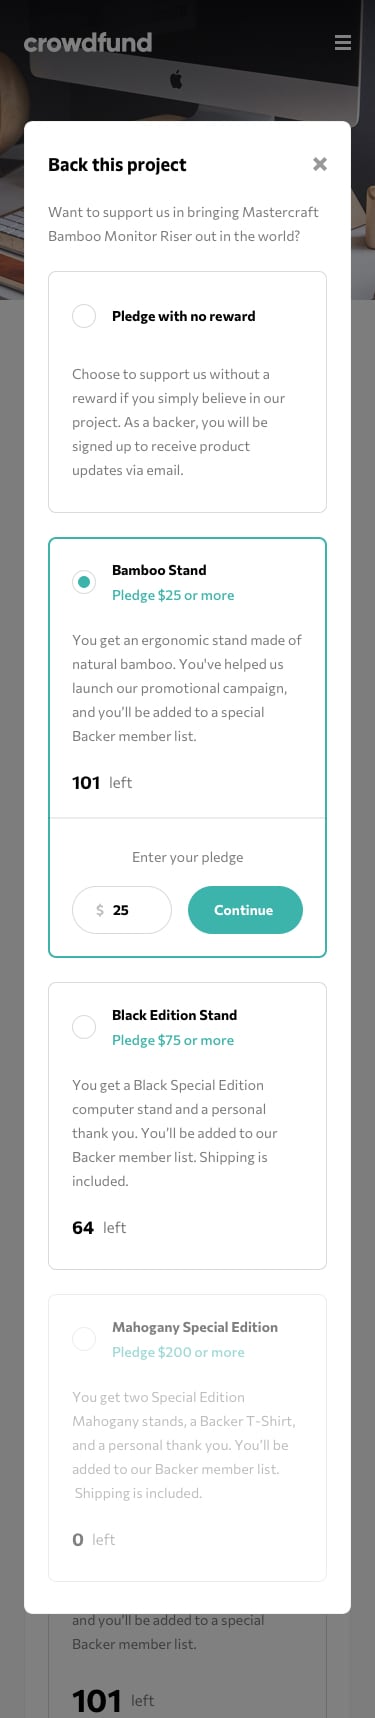 crowdfund
Back this project
Want to support us in bringing Mastercraft
Bamboo Monitor Riser out in the world?
Pledge with no reward
Choose to support us without a
reward if you simply believe in our
project. As a backer, you will be
signed up to receive product
updates via email.
Bamboo Stand
Pledge $25 or more
You get an ergonomic stand made of
natural bamboo. You've helped us
launch our promotional campaign,
and you’ll be added to a special
Backer member list.
101 left
Enter your pledge
$ 25 Continue
Black Edition Stand
Pledge $75 or more
You get a Black Special Edition
computer stand and a personal
thank you. You’ll be added to our
Backer member list. Shipping is
included.
64 left
Mahogany Special Edition
Pledge $200 or more
You get two Special Edition
Mahogany stands, a Backer T-Shirt,
and a personal thank you. You’ll be
added to our Backer member list.
Shipping is included.
0 left
and you’ll be added to a special
Backer member list.
101 left